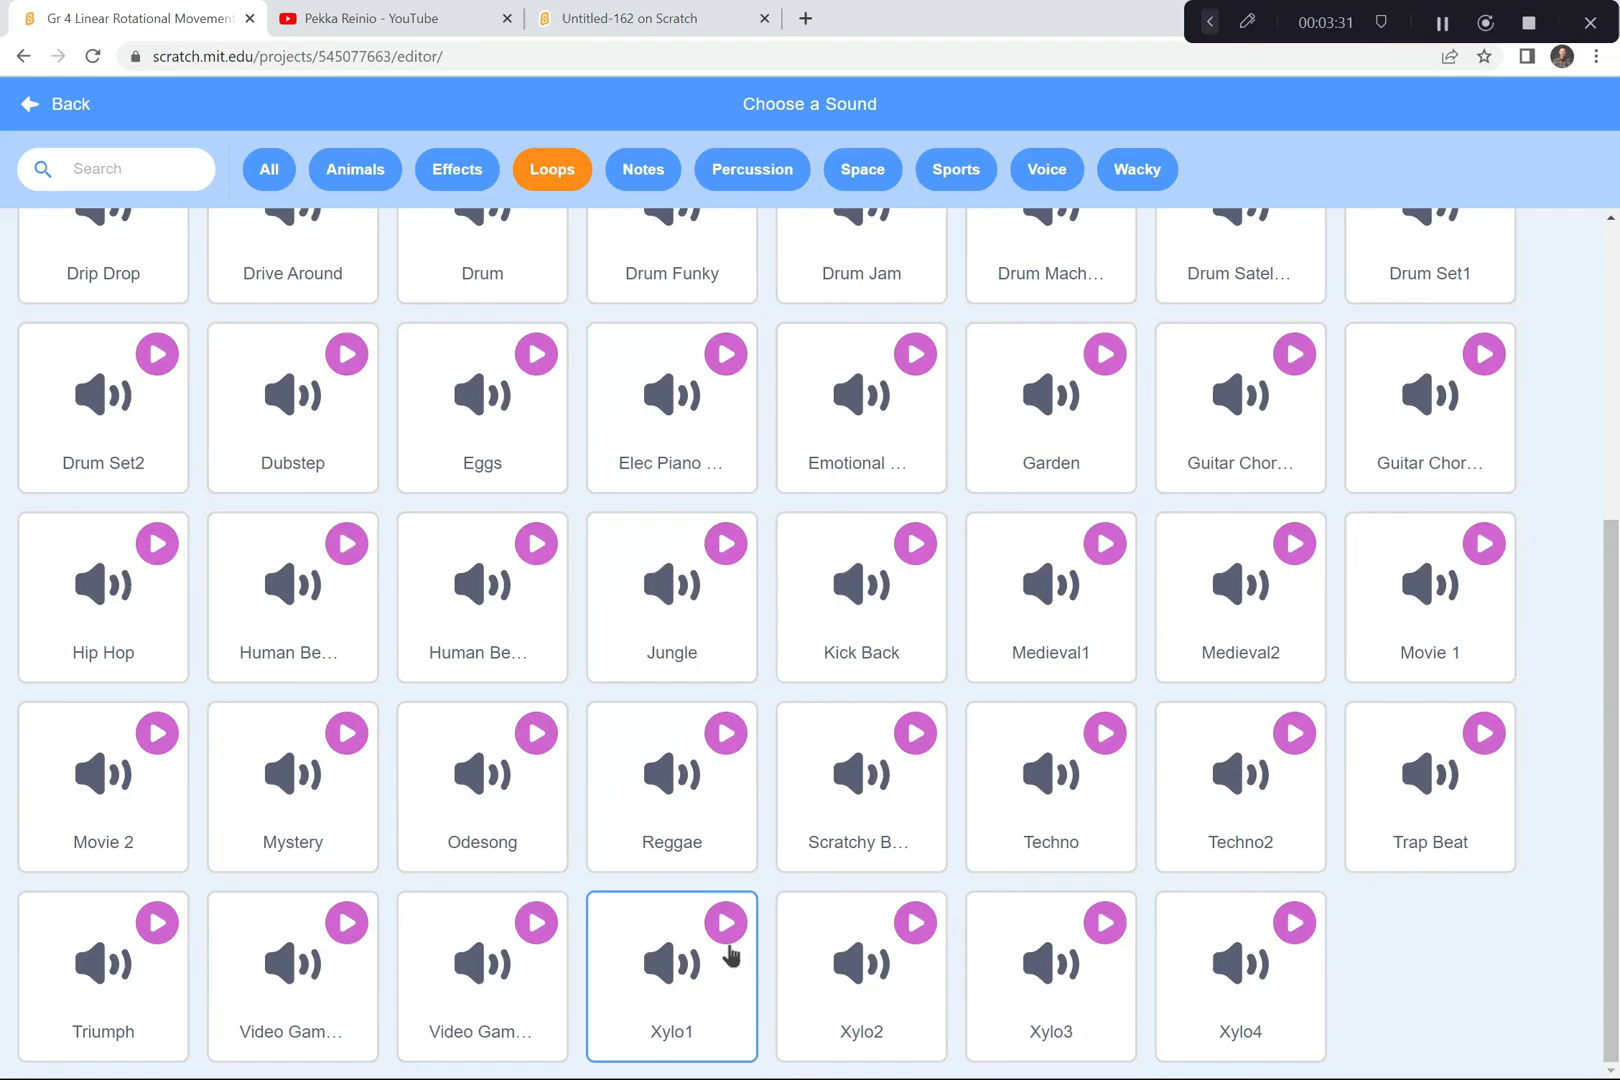 Gr 4 Linear Rotational Movement
Pekka Reinio - YouTube
Untitled-162 on Scratch
00:03:31
scratch.mit.edu/projects/545077663/editor/
Back
Choose a Sound
Search
All
Animals
Effects
Loops
Notes
Percussion
Space
Sports
Voice
Wacky
Drip Drop
Drive Around
Drum
Drum Funky
Drum Jam
Drum Mach...
Drum Satel...
Drum Set1
Drum Set2
Dubstep
Eggs
Elec Piano ...
Emotional ...
Garden
Guitar Chor...
Guitar Chor...
Hip Hop
Human Be...
Human Be...
Jungle
Kick Back
Medieval1
Medieval2
Movie 1
Movie 2
Mystery
Odesong
Reggae
Scratchy B...
Techno
Techno2
Trap Beat
Triumph
Video Gam...
Video Gam...
Xylo1
Xylo2
Xylo3
Xylo4